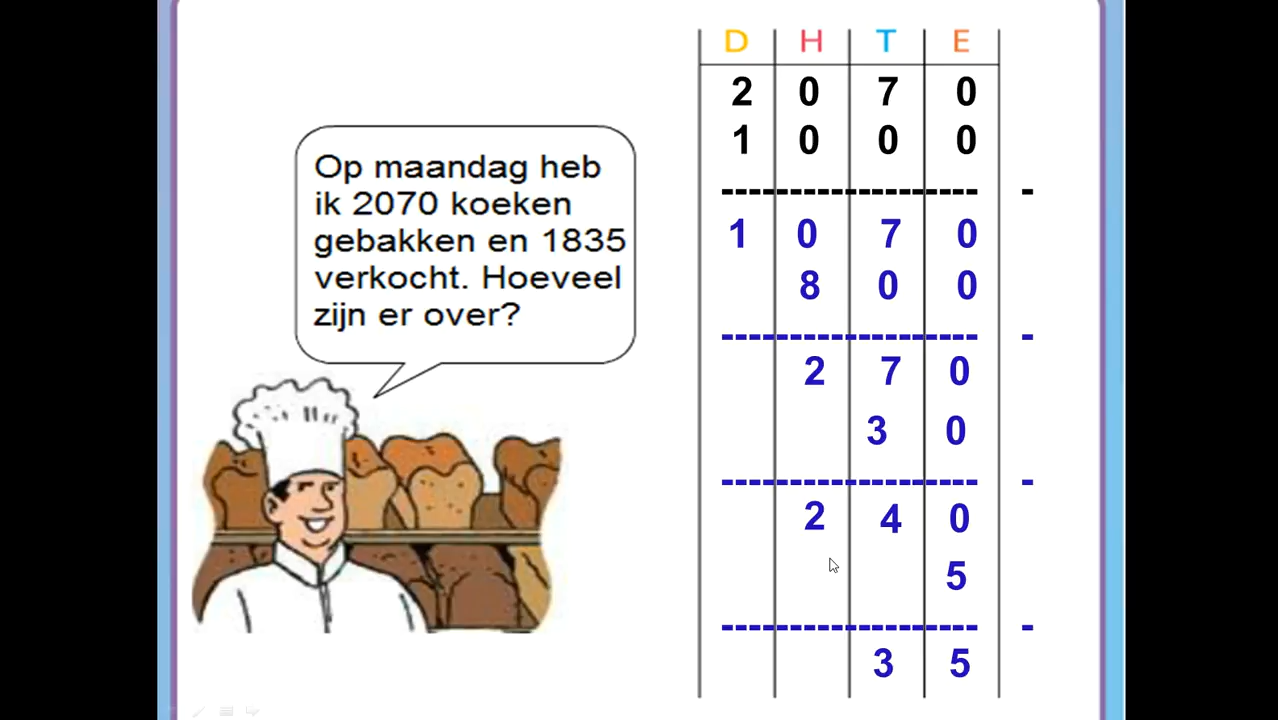 Op maandag heb
ik 2070 koeken
gebakken en 1835
verkocht. Hoeveel
zijn er over?
D H T E
2 0 7 0
1 0 0 0
-------------------- -
1 0 7 0
8 0 0
-------------------- -
2 7 0
3 0
-------------------- -
2 4 0
5
-------------------- -
3 5